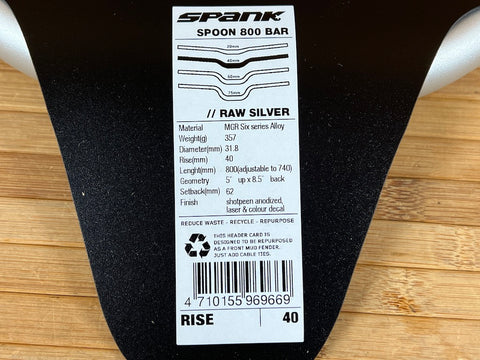 SPANK
SPOON 800 BAR
20mm
40mm
60mm
75mm
// RAW SILVER
Material MGR Six series Alloy
Weight(g) 357
Diameter(mm) 31.8
Rise(mm) 40
Lenght(mm) 800(adjustable to 740)
Geometry 5° up x 8.5° back
Setback(mm) 62
Finish shotpeen anodized,
laser & colour decal
REDUCE WASTE - RECYCLE - REPURPOSE
THIS HEADER CARD IS
DESIGNED TO BE REPURPOSED
AS A FRONT MUD FENDER.
JUST ADD CABLE TIES.
4 710155 969669
RISE 40